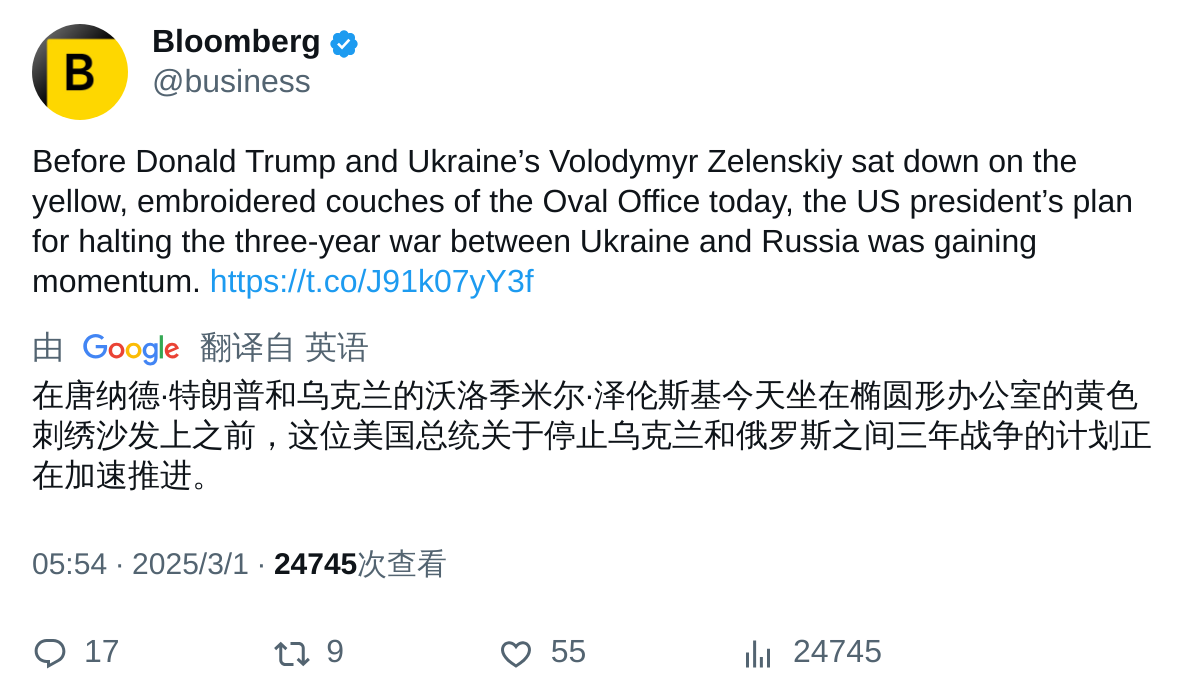 B
Bloomberg
@business
Before Donald Trump and Ukraine’s Volodymyr Zelenskiy sat down on the
yellow, embroidered couches of the Oval Office today, the US president’s plan
for halting the three-year war between Ukraine and Russia was gaining
momentum. https://t.co/J91k07yY3f
由 Google 翻译自 英语
在唐纳德·特朗普和乌克兰的沃洛季米尔·泽伦斯基今天坐在椭圆形办公室的黄色
刺绣沙发上之前，这位美国总统关于停止乌克兰和俄罗斯之间三年战争的计划正
在加速推进。
05:54 · 2025/3/1 · 24745次查看
17 9 55 24745